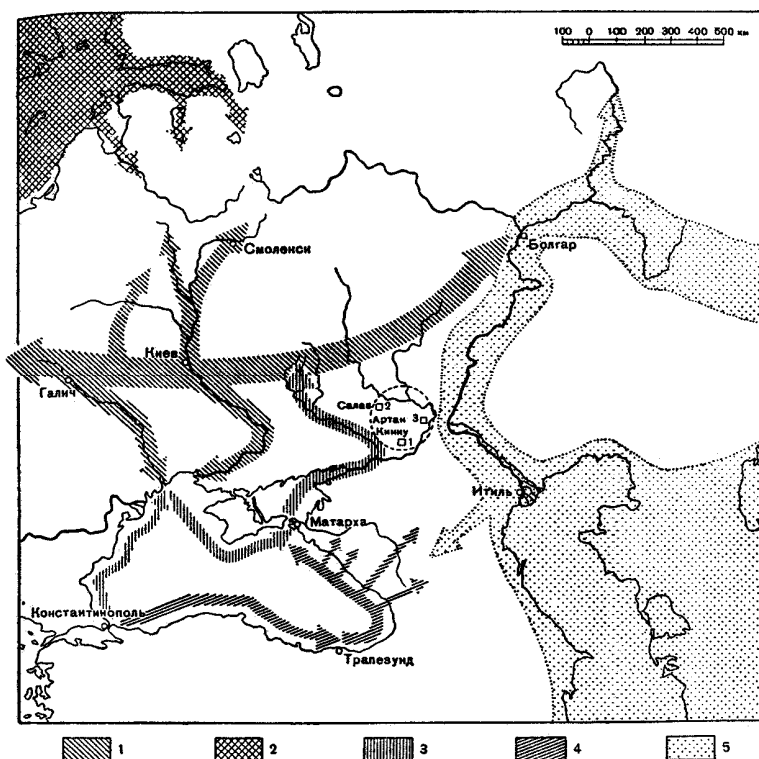 100 0 100 200 300 400 500 км
Смоленск
Болгар
Киев
Галич
Салав 2
Артан 3
Кинну
1
Итиль
Матарха
Константинополь
Трапезунд
1 2 3 4 5